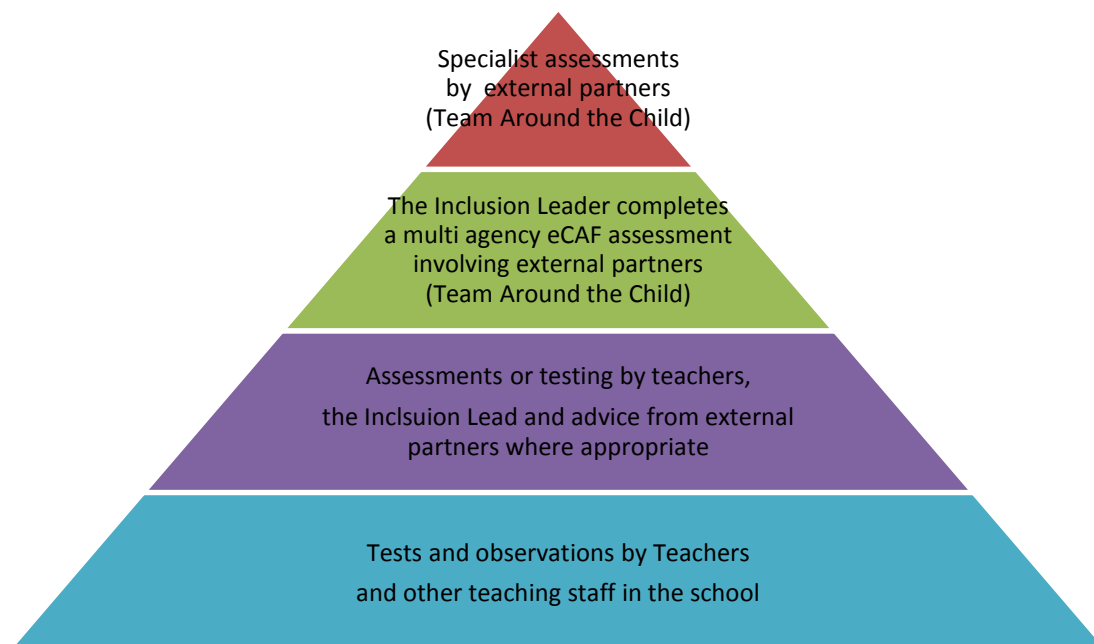 Specialist assessments
by  external partners
(Team Around the Child)
The Inclusion Leader completes
a multi agency eCAF assessment
involving external partners
(Team Around the Child)
Assessments or testing by teachers,
the Inclsuion Lead and advice from external
partners where appropriate
Tests and observations by Teachers
and other teaching staff in the school